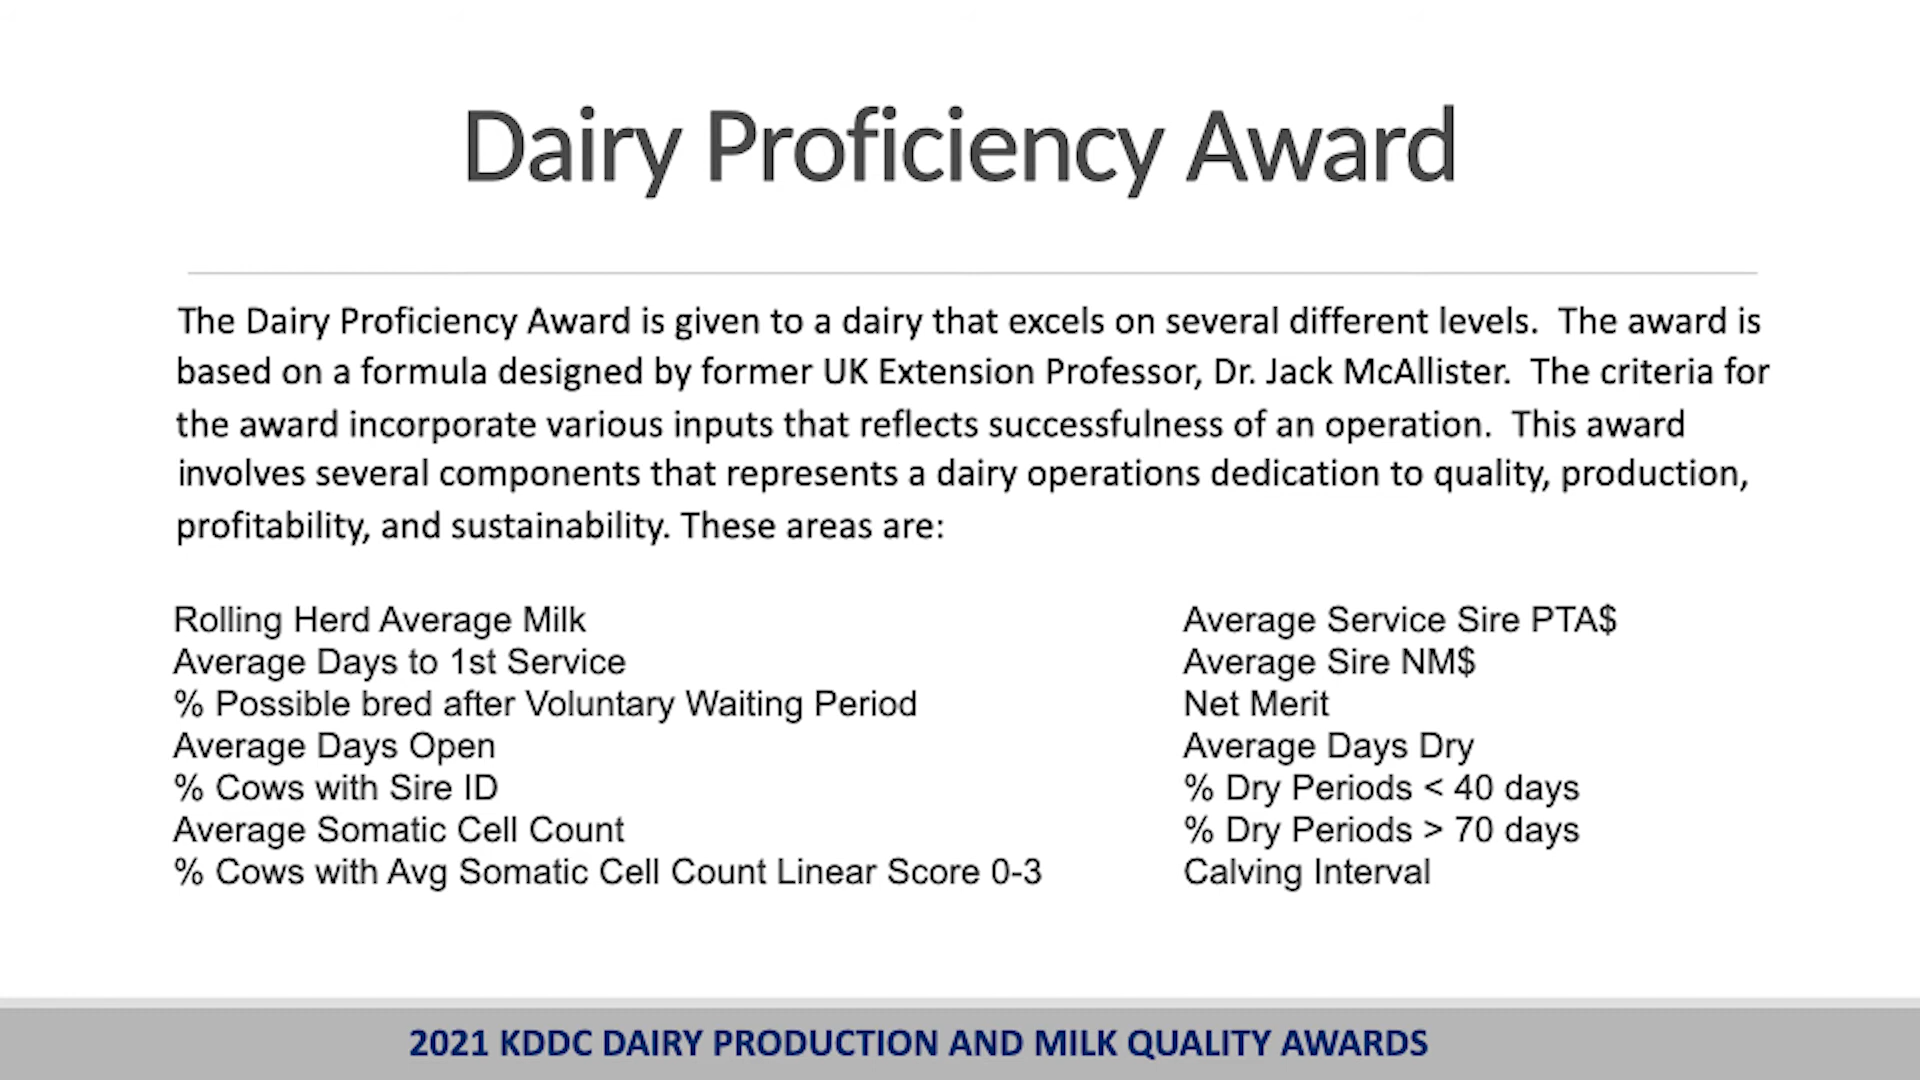 Dairy Proficiency Award
The Dairy Proficiency Award is given to a dairy that excels on several different levels.  The award is
based on a formula designed by former UK Extension Professor, Dr. Jack McAllister.  The criteria for
the award incorporate various inputs that reflects successfulness of an operation.  This award
involves several components that represents a dairy operations dedication to quality, production,
profitability, and sustainability. These areas are:
Rolling Herd Average Milk
Average Days to 1st Service
% Possible bred after Voluntary Waiting Period
Average Days Open
% Cows with Sire ID
Average Somatic Cell Count
% Cows with Avg Somatic Cell Count Linear Score 0-3
Average Service Sire PTA$
Average Sire NM$
Net Merit
Average Days Dry
% Dry Periods < 40 days
% Dry Periods > 70 days
Calving Interval
2021 KDDC DAIRY PRODUCTION AND MILK QUALITY AWARDS